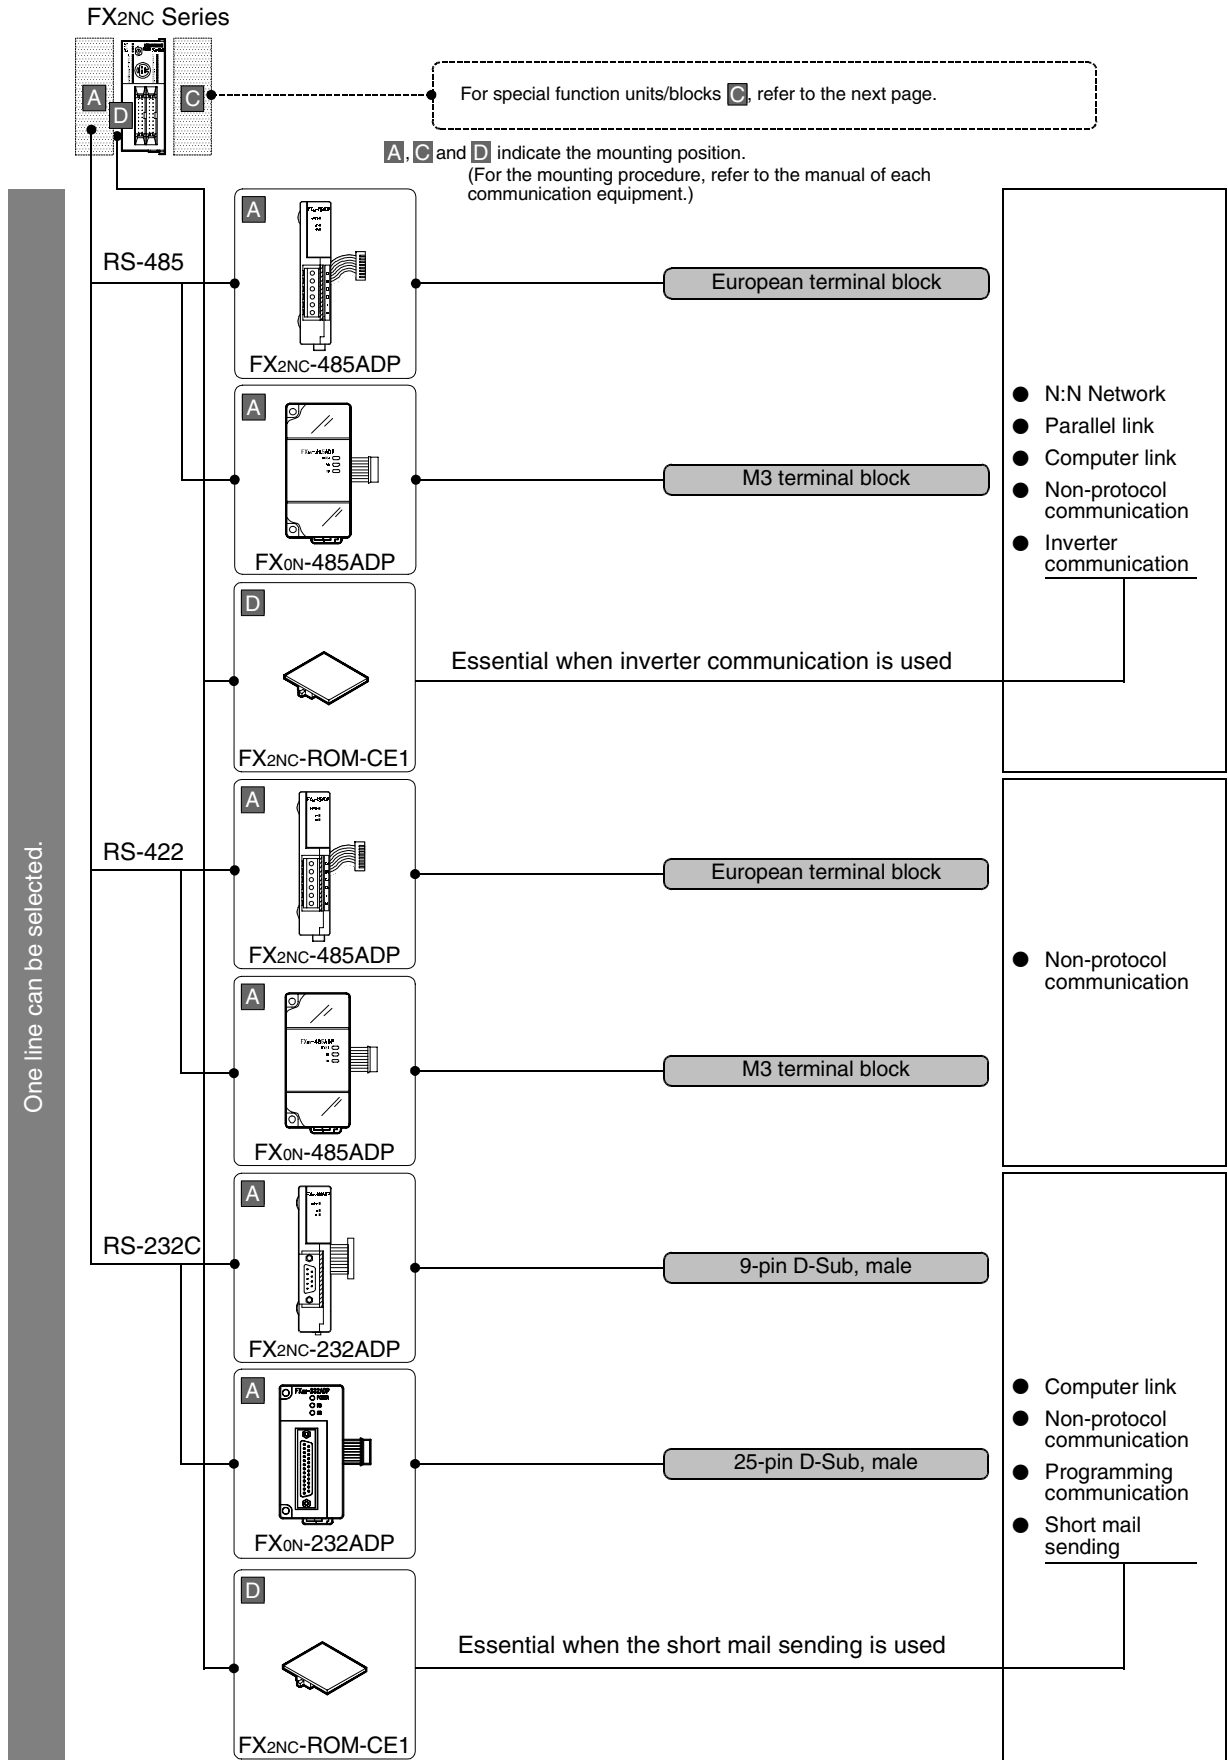 FX2NC Series
A
D
C
For special function units/blocks C, refer to the next page.
A, C and D indicate the mounting position.
(For the mounting procedure, refer to the manual of each
communication equipment.)
One line can be selected.
RS-485
A
FX2NC-485ADP
European terminal block
A
FX0N-485ADP
M3 terminal block
D
FX2NC-ROM-CE1
Essential when inverter communication is used
● N:N Network
● Parallel link
● Computer link
● Non-protocol
communication
● Inverter
communication
RS-422
A
FX2NC-485ADP
European terminal block
A
FX0N-485ADP
M3 terminal block
● Non-protocol
communication
RS-232C
A
FX2NC-232ADP
9-pin D-Sub, male
A
FX0N-232ADP
25-pin D-Sub, male
D
FX2NC-ROM-CE1
Essential when the short mail sending is used
● Computer link
● Non-protocol
communication
● Programming
communication
● Short mail
sending